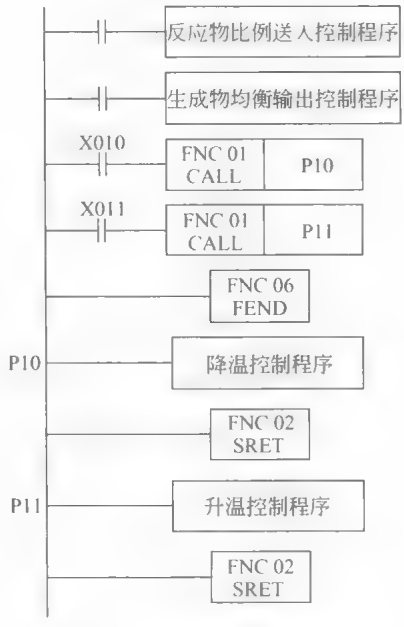 反应物比例送入控制程序
生成物均衡输出控制程序
X010
FNC 01
CALL
P10
X011
FNC 01
CALL
P11
FNC 06
FEND
P10
降温控制程序
FNC 02
SRET
P11
升温控制程序
FNC 02
SRET